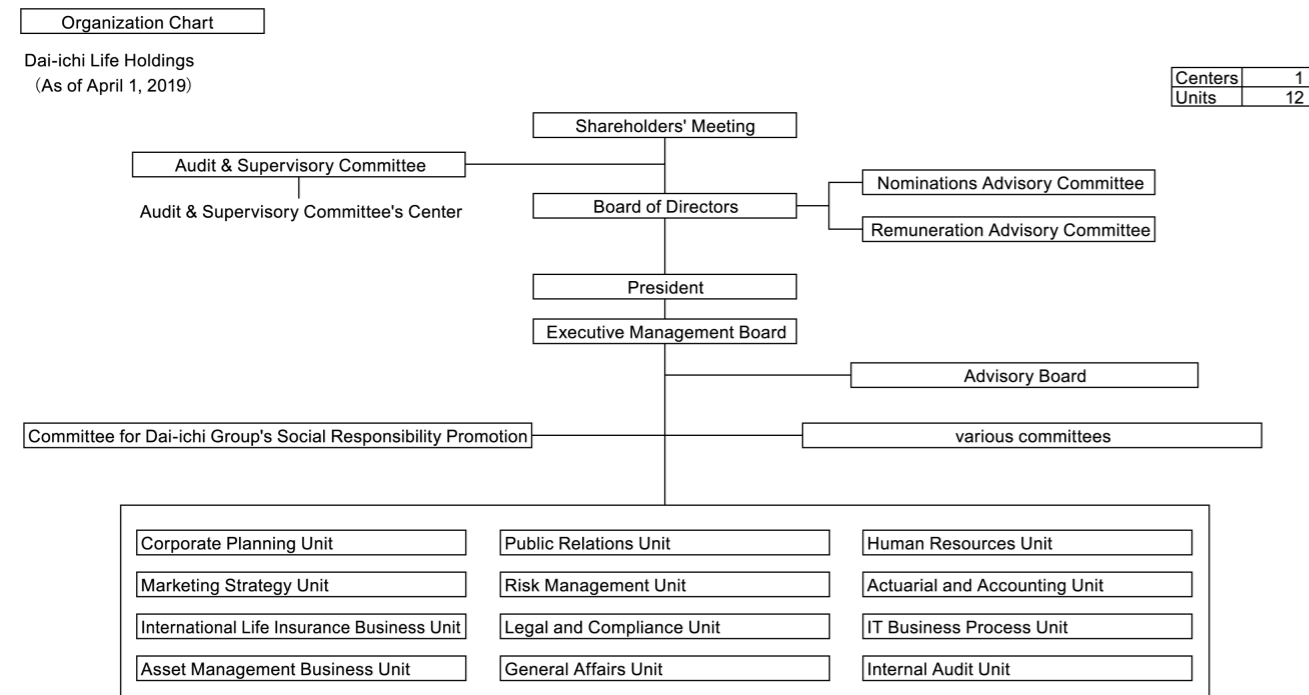 Organization Chart
Dai-ichi Life Holdings
（As of April 1, 2019）
Centers 1
Units 12
Shareholders' Meeting
Audit & Supervisory Committee
Nominations Advisory Committee
Audit & Supervisory Committee's Center
Board of Directors
Remuneration Advisory Committee
President
Executive Management Board
Advisory Board
Committee for Dai-ichi Group's Social Responsibility Promotion
various committees
Corporate Planning Unit
Public Relations Unit
Human Resources Unit
Marketing Strategy Unit
Risk Management Unit
Actuarial and Accounting Unit
International Life Insurance Business Unit
Legal and Compliance Unit
IT Business Process Unit
Asset Management Business Unit
General Affairs Unit
Internal Audit Unit